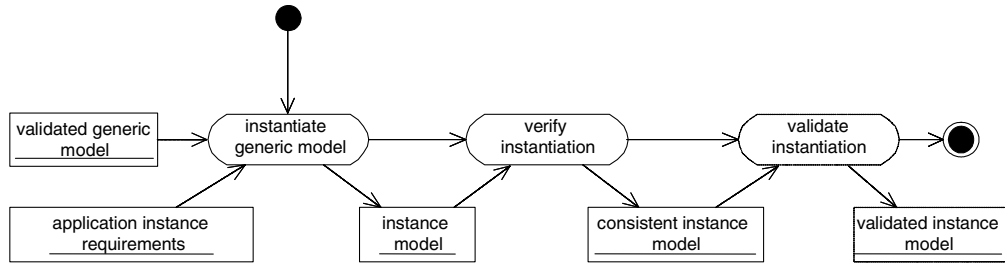 validated generic
model
instantiate
generic model
verify
instantiation
validate
instantiation
application instance
requirements
instance
model
consistent instance
model
validated instance
model